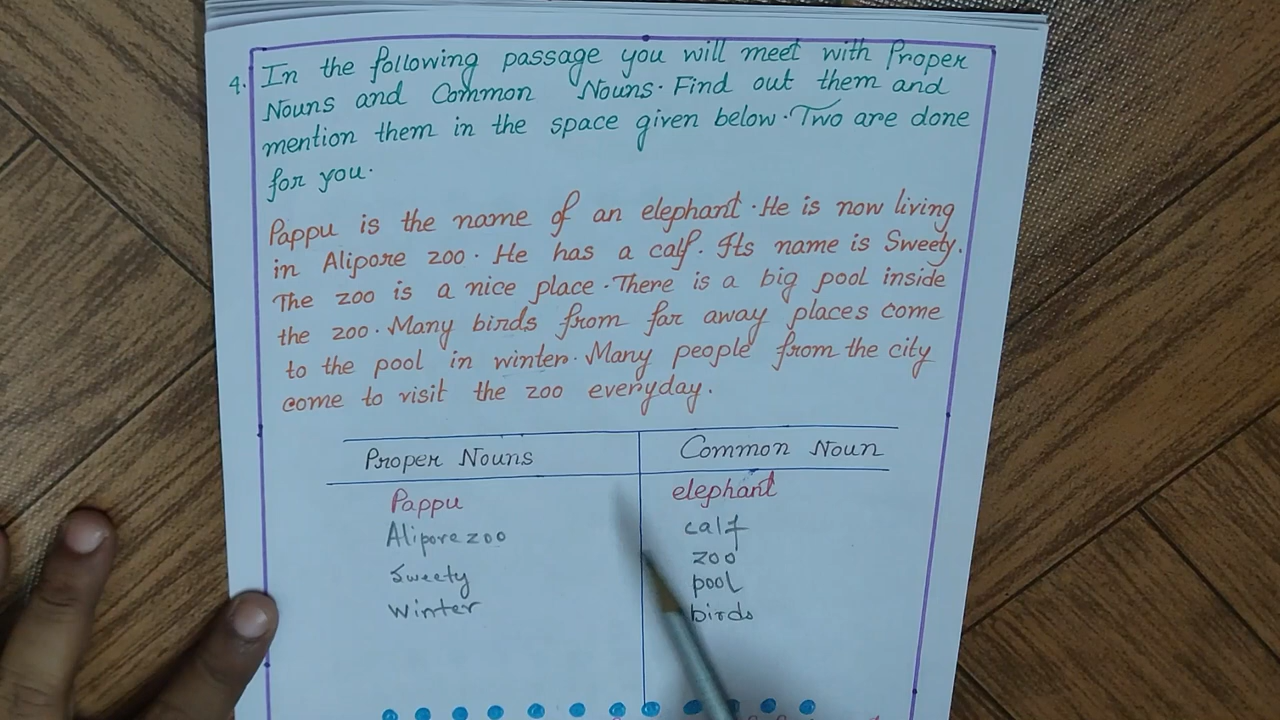 4. In the following passage you will meet with Proper
Nouns and Common Nouns. Find out them and
mention them in the space given below. Two are done
for you.
Pappu is the name of an elephant. He is now living
in Alipore zoo. He has a calf. Its name is Sweety.
The zoo is a nice place. There is a big pool inside
the zoo. Many birds from far away places come
to the pool in winter. Many people from the city
come to visit the zoo everyday.
Proper Nouns Common Noun
Pappu elephant
Alipore zoo calf
Sweety zoo
Winter pool
birds